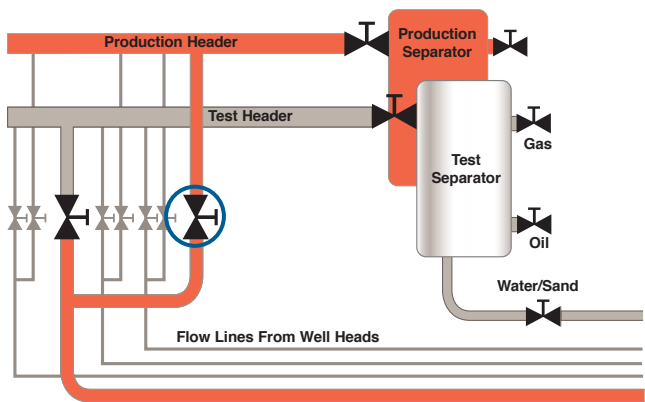 Production Header
Production
Separator
Test Header
Gas
Test
Separator
Oil
Water/Sand
Flow Lines From Well Heads